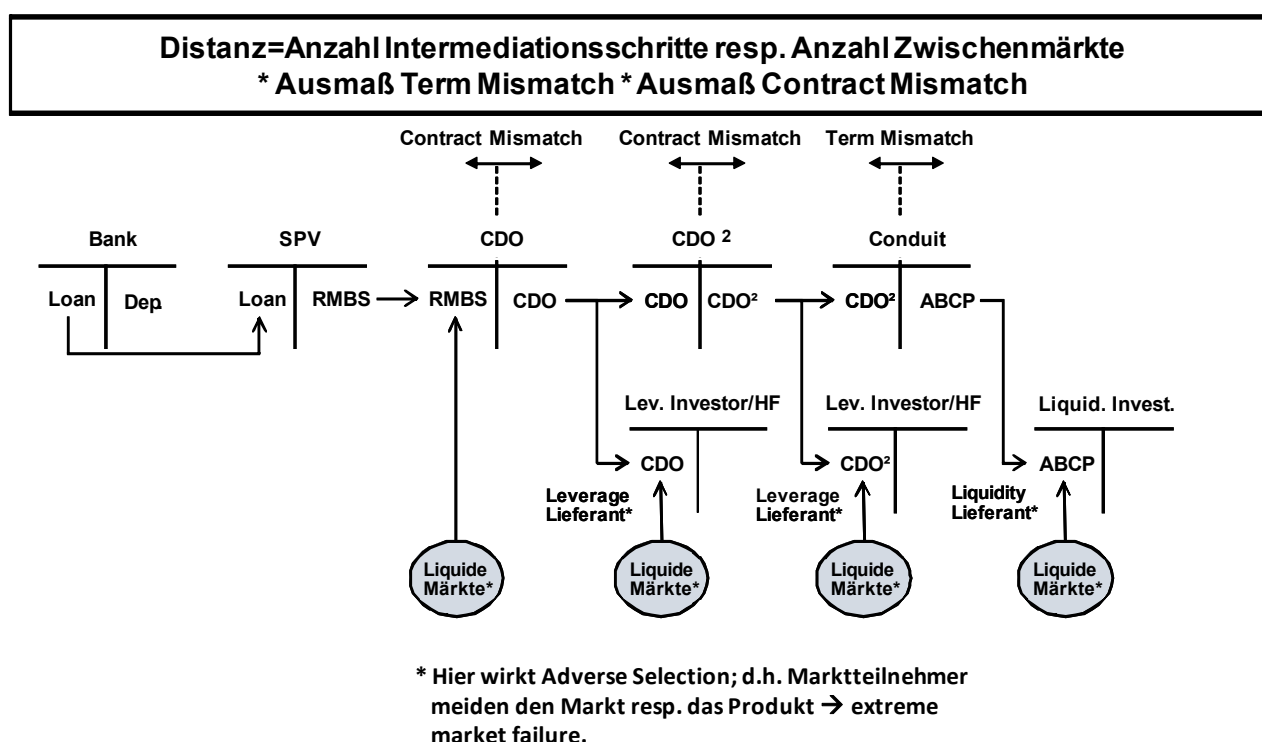 Distanz=Anzahl Intermediationsschritte resp. Anzahl Zwischenmärkte
* Ausmaß Term Mismatch * Ausmaß Contract Mismatch
Contract Mismatch Contract Mismatch Term Mismatch
Bank SPV CDO CDO ² Conduit
Loan Dep. Loan RMBS RMBS CDO CDO CDO² CDO² ABCP
Lev. Investor/HF Lev. Investor/HF Liquid. Invest.
CDO CDO² ABCP
Leverage Leverage Liquidity
Lieferant* Lieferant* Lieferant*
Liquide Liquide Liquide Liquide
Märkte* Märkte* Märkte* Märkte*
* Hier wirkt Adverse Selection; d.h. Marktteilnehmer
meiden den Markt resp. das Produkt → extreme
market failure.